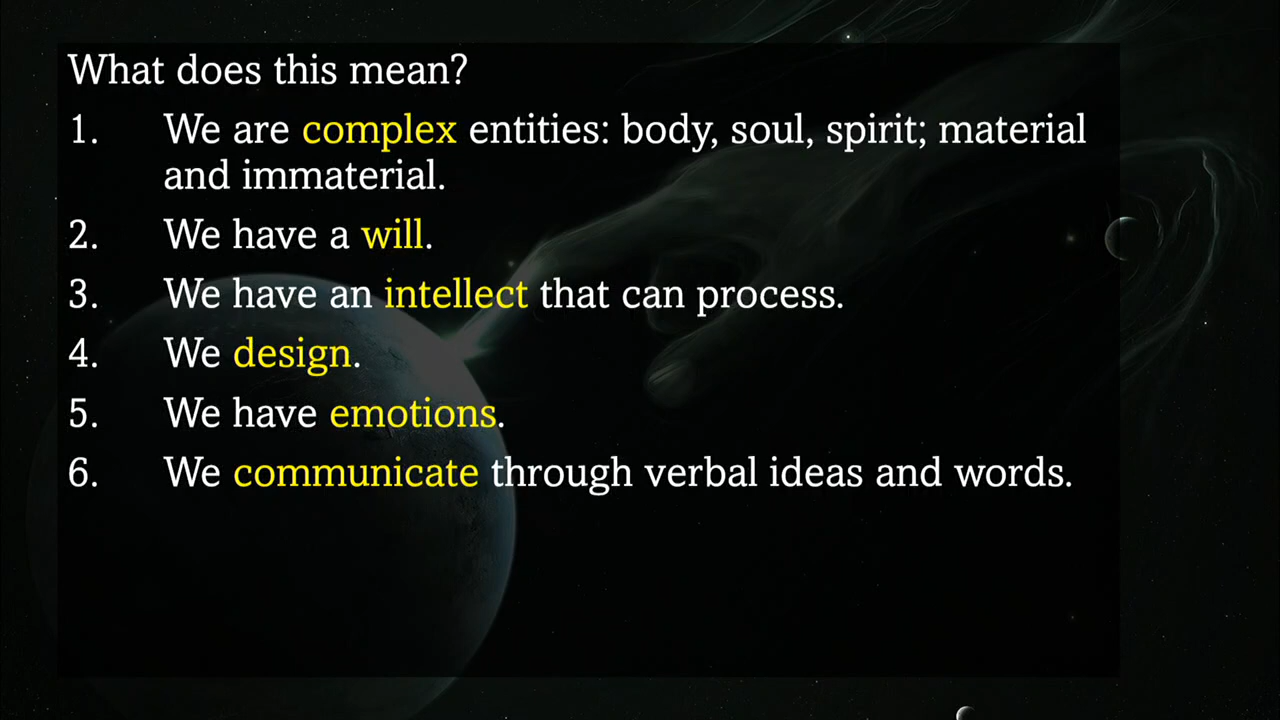 What does this mean?
1. We are complex entities: body, soul, spirit; material
and immaterial.
2. We have a will.
3. We have an intellect that can process.
4. We design.
5. We have emotions.
6. We communicate through verbal ideas and words.